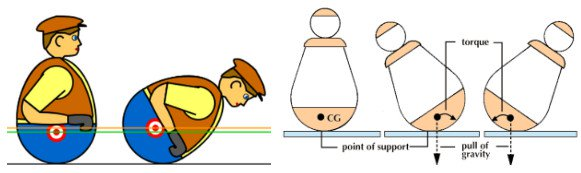 torque
CG
point of support
pull of
gravity